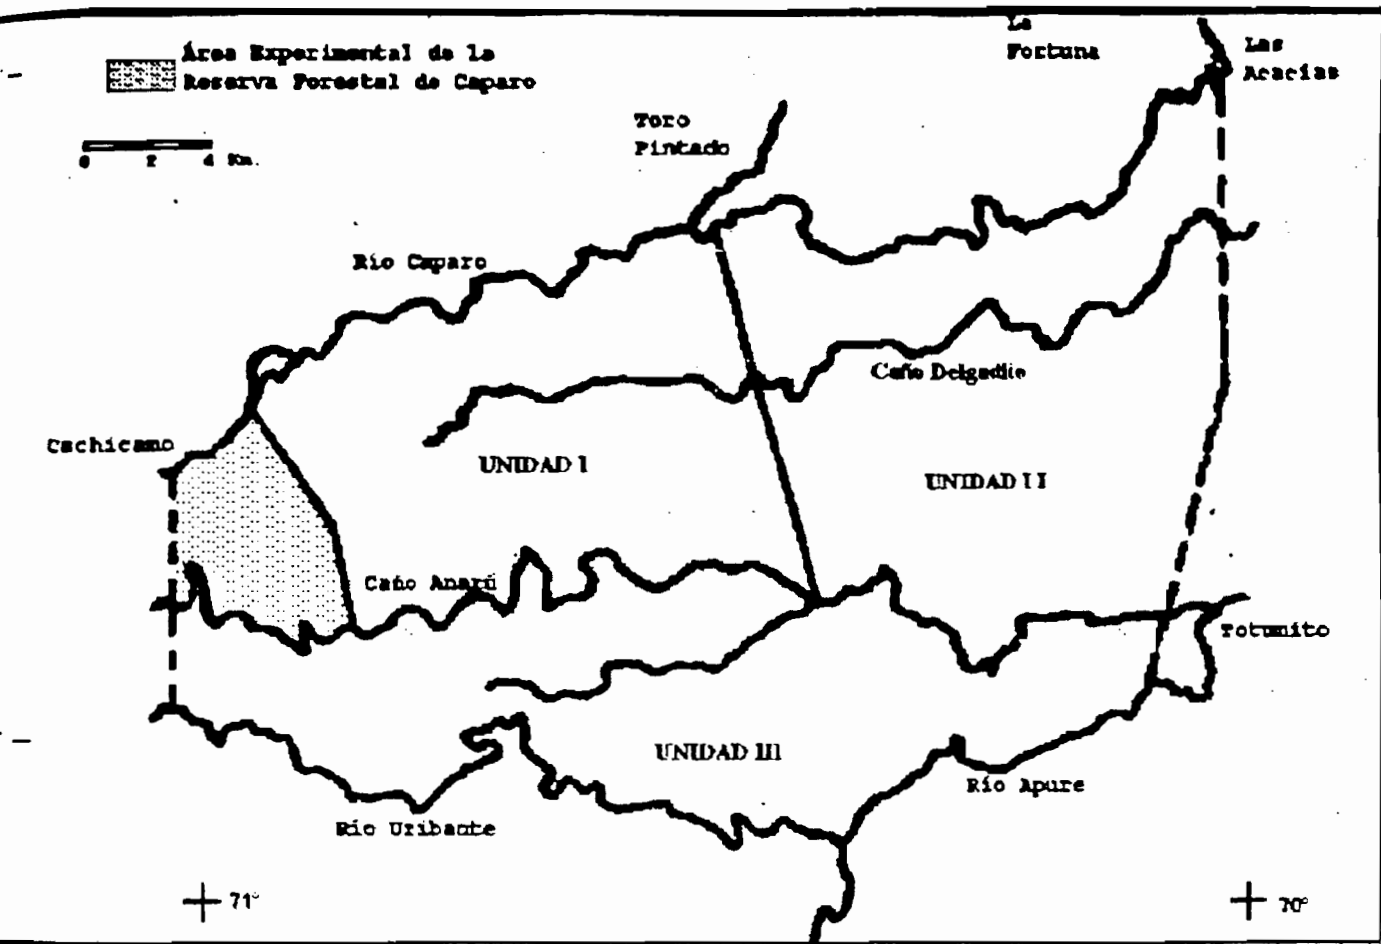 Área Experimental de la
Reserva Forestal de Caparo
0 2 4 Km.
La
Fortuna
Las
Acacias
Toro
Pintado
Río Caparo
Caño Delgadito
Cachicamo
UNIDAD I
UNIDAD II
Caño Anarú
Totumito
UNIDAD III
Río Apure
Río Uribante
71°
70°